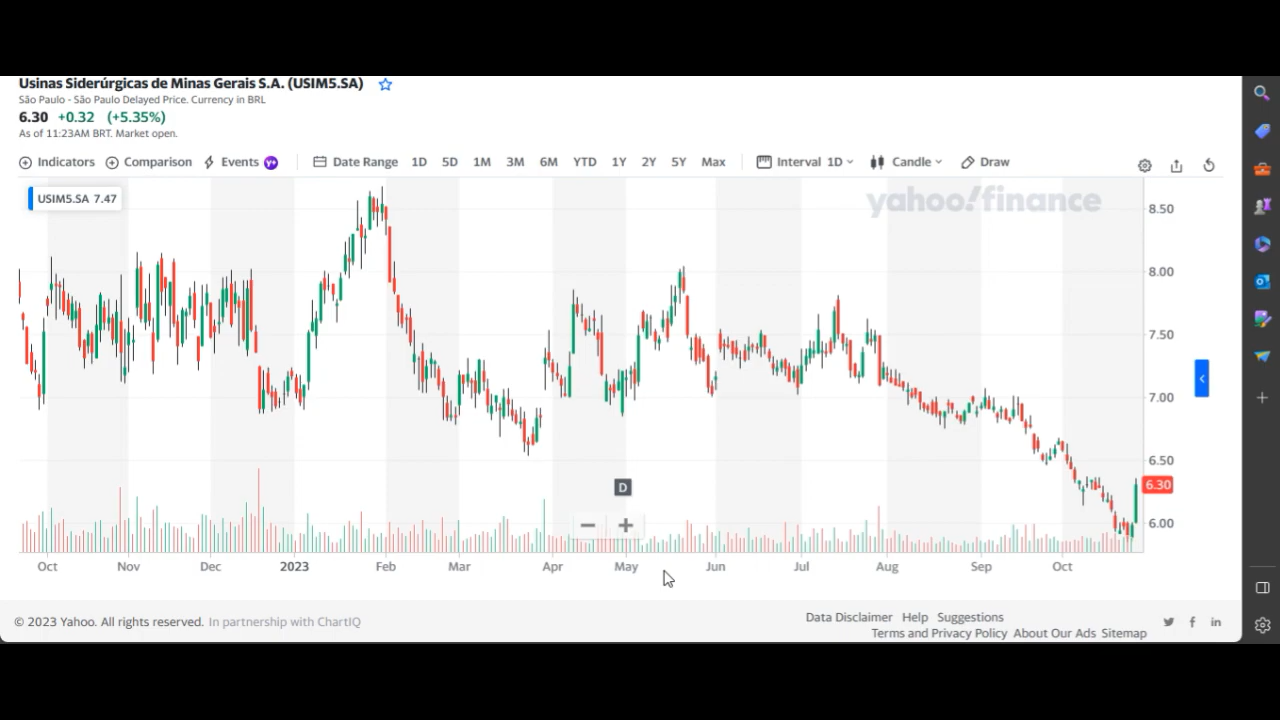 Usinas Siderúrgicas de Minas Gerais S.A. (USIM5.SA)
São Paulo - São Paulo Delayed Price. Currency in BRL
6.30 +0.32 (+5.35%)
As of 11:23AM BRT. Market open.
Indicators Comparison Events Y+ Date Range 1D 5D 1M 3M 6M YTD 1Y 2Y 5Y Max Interval 1D Candle Draw
USIM5.SA 7.47
yahoo!finance
8.50
8.00
7.50
7.00
6.50
6.30
6.00
D
Oct Nov Dec 2023 Feb Mar Apr May Jun Jul Aug Sep Oct
© 2023 Yahoo. All rights reserved. In partnership with ChartIQ
Data Disclaimer Help Suggestions
Terms and Privacy Policy About Our Ads Sitemap